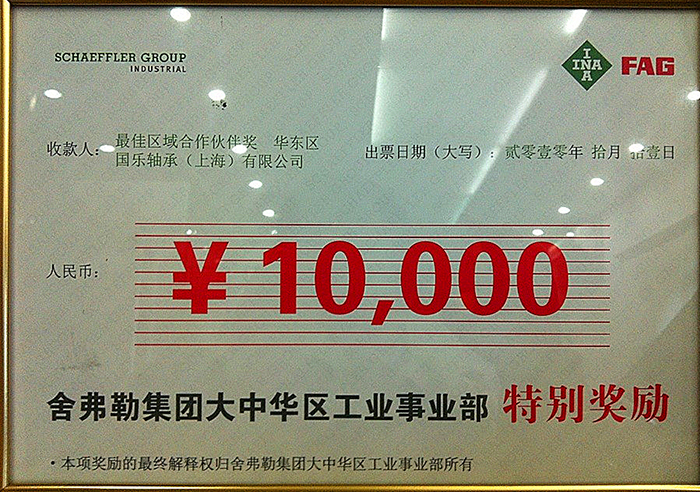 SCHAEFFLER GROUP
INDUSTRIAL
INA
INA
FAG
收款人：
最佳区域合作伙伴奖 华东区
国乐轴承（上海）有限公司
出票日期（大写）：贰零壹零年 拾月 拾壹日
人民币：
¥ 10,000
舍弗勒集团大中华区工业事业部 特别奖励
·本项奖励的最终解释权归舍弗勒集团大中华区工业事业部所有